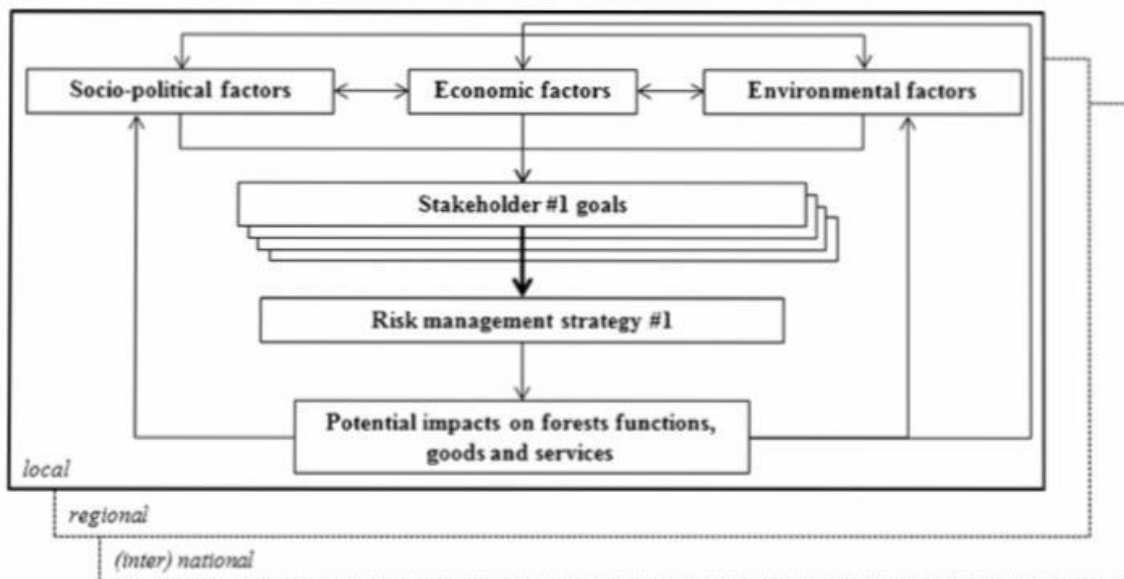 Socio-political factors
Economic factors
Environmental factors
Stakeholder #1 goals
Risk management strategy #1
Potential impacts on forests functions,
goods and services
local
regional
(inter) national